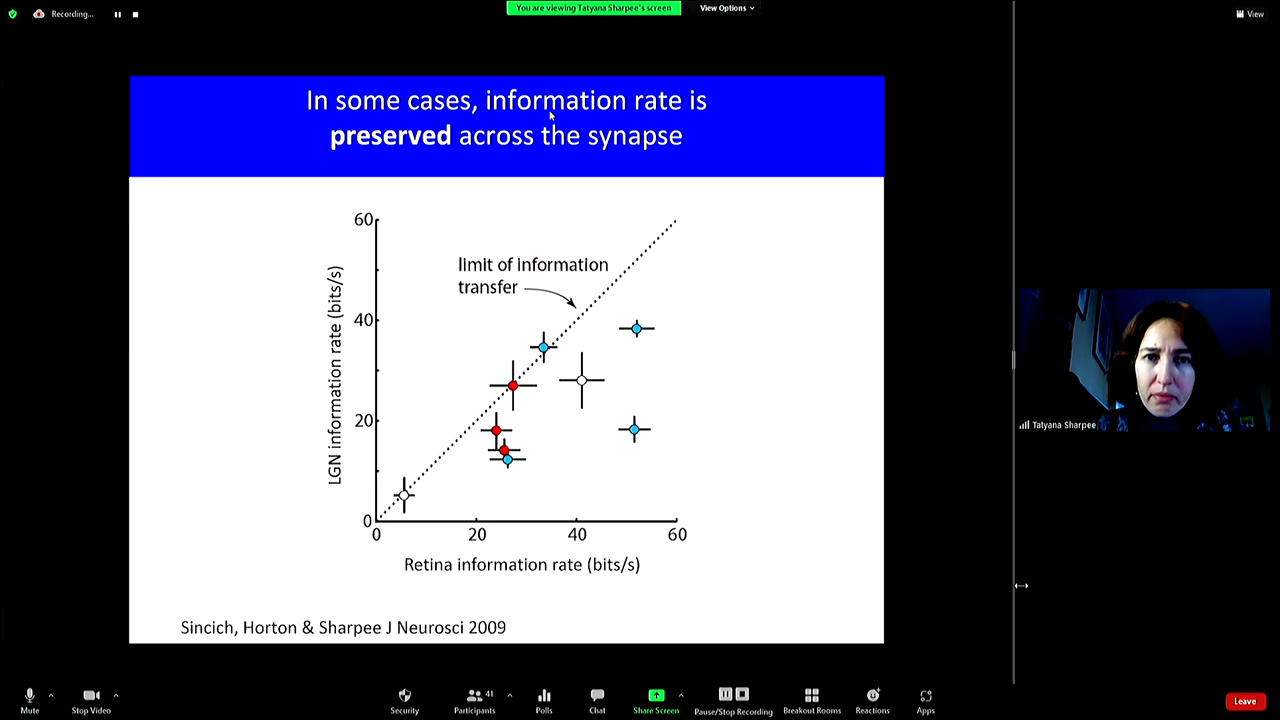 Recording...
You are viewing Tatyana Sharpee's screen
View Options
View
In some cases, information rate is
preserved across the synapse
60
40
20
0
LGN information rate (bits/s)
limit of information
transfer
0 20 40 60
Retina information rate (bits/s)
Sincich, Horton & Sharpee J Neurosci 2009
Tatyana Sharpee
Mute
Stop Video
Security
41
Participants
Polls
Chat
Share Screen
Pause/Stop Recording
Breakout Rooms
Reactions
Apps
Leave